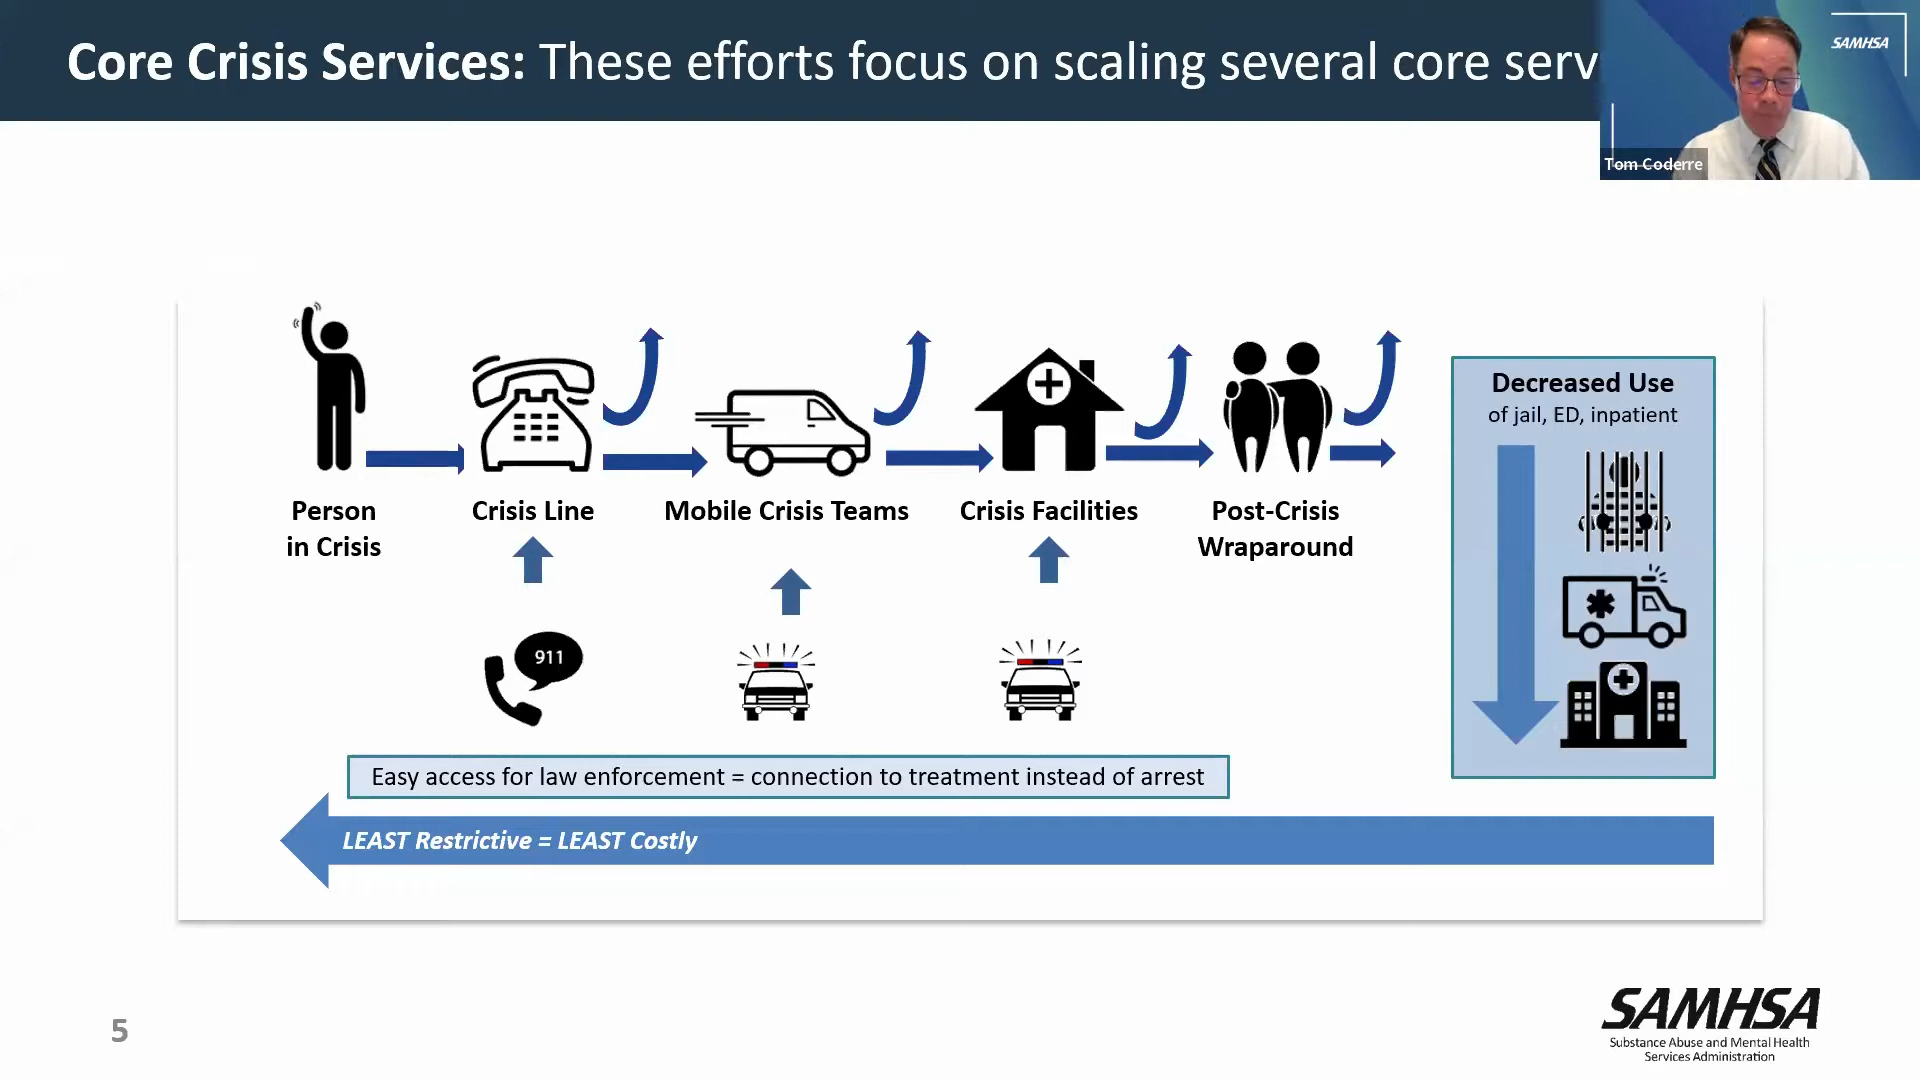 Core Crisis Services: These efforts focus on scaling several core serv
SAMHSA
Tom Coderre
Decreased Use
of jail, ED, inpatient
Person
in Crisis
Crisis Line
Mobile Crisis Teams
Crisis Facilities
Post-Crisis
Wraparound
911
Easy access for law enforcement = connection to treatment instead of arrest
LEAST Restrictive = LEAST Costly
5
SAMHSA
Substance Abuse and Mental Health
Services Administration